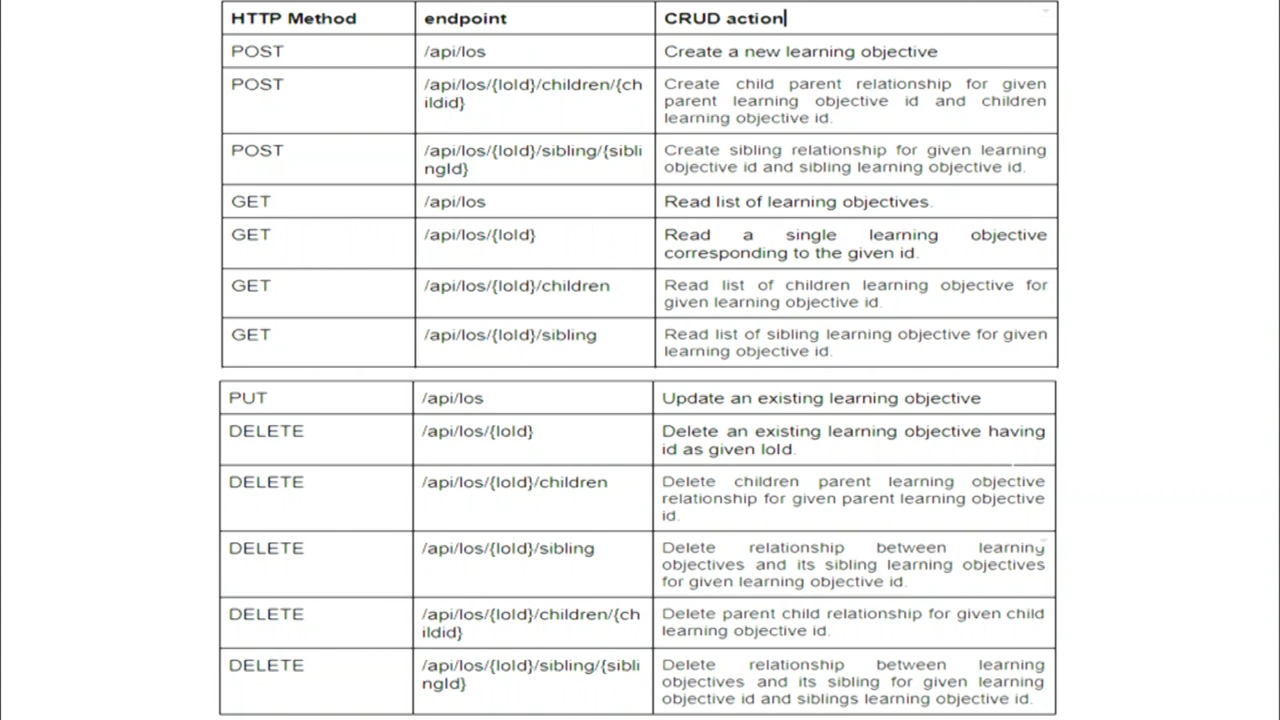 HTTP Method endpoint CRUD action
POST /api/los Create a new learning objective
POST /api/los/{loId}/children/{ch Create child parent relationship for given
ildid} parent learning objective id and children
learning objective id.
POST /api/los/{loId}/sibling/{sibli Create sibling relationship for given learning
ngId} objective id and sibling learning objective id.
GET /api/los Read list of learning objectives.
GET /api/los/{loId} Read a single learning objective
corresponding to the given id.
GET /api/los/{loId}/children Read list of children learning objective for
given learning objective id.
GET /api/los/{loId}/sibling Read list of sibling learning objective for given
learning objective id.
PUT /api/los Update an existing learning objective
DELETE /api/los/{loId} Delete an existing learning objective having
id as given loId.
DELETE /api/los/{loId}/children Delete children parent learning objective
relationship for given parent learning objective
id.
DELETE /api/los/{loId}/sibling Delete relationship between learning
objectives and its sibling learning objectives
for given learning objective id.
DELETE /api/los/{loId}/children/{ch Delete parent child relationship for given child
ildid} learning objective id.
DELETE /api/los/{loId}/sibling/{sibli Delete relationship between learning
ngId} objectives and its sibling for given learning
objective id and siblings learning objective id.